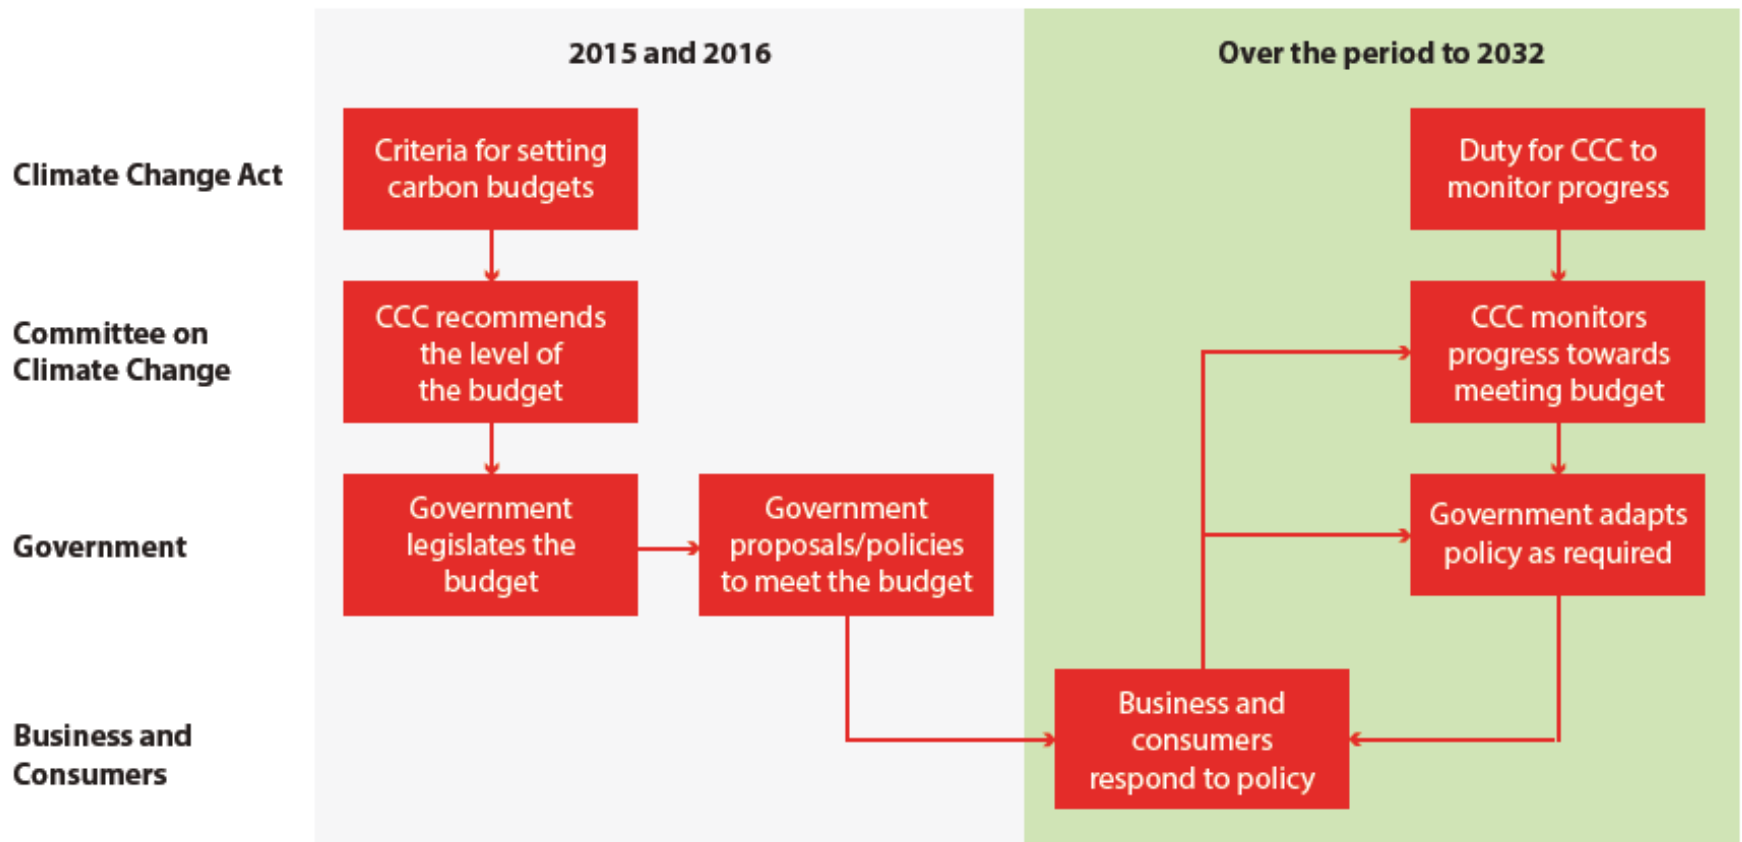 2015 and 2016
Over the period to 2032
Climate Change Act
Criteria for setting
carbon budgets
Duty for CCC to
monitor progress
Committee on
Climate Change
CCC recommends
the level of
the budget
CCC monitors
progress towards
meeting budget
Government
Government
legislates the
budget
Government
proposals/policies
to meet the budget
Government adapts
policy as required
Business and
Consumers
Business and
consumers
respond to policy